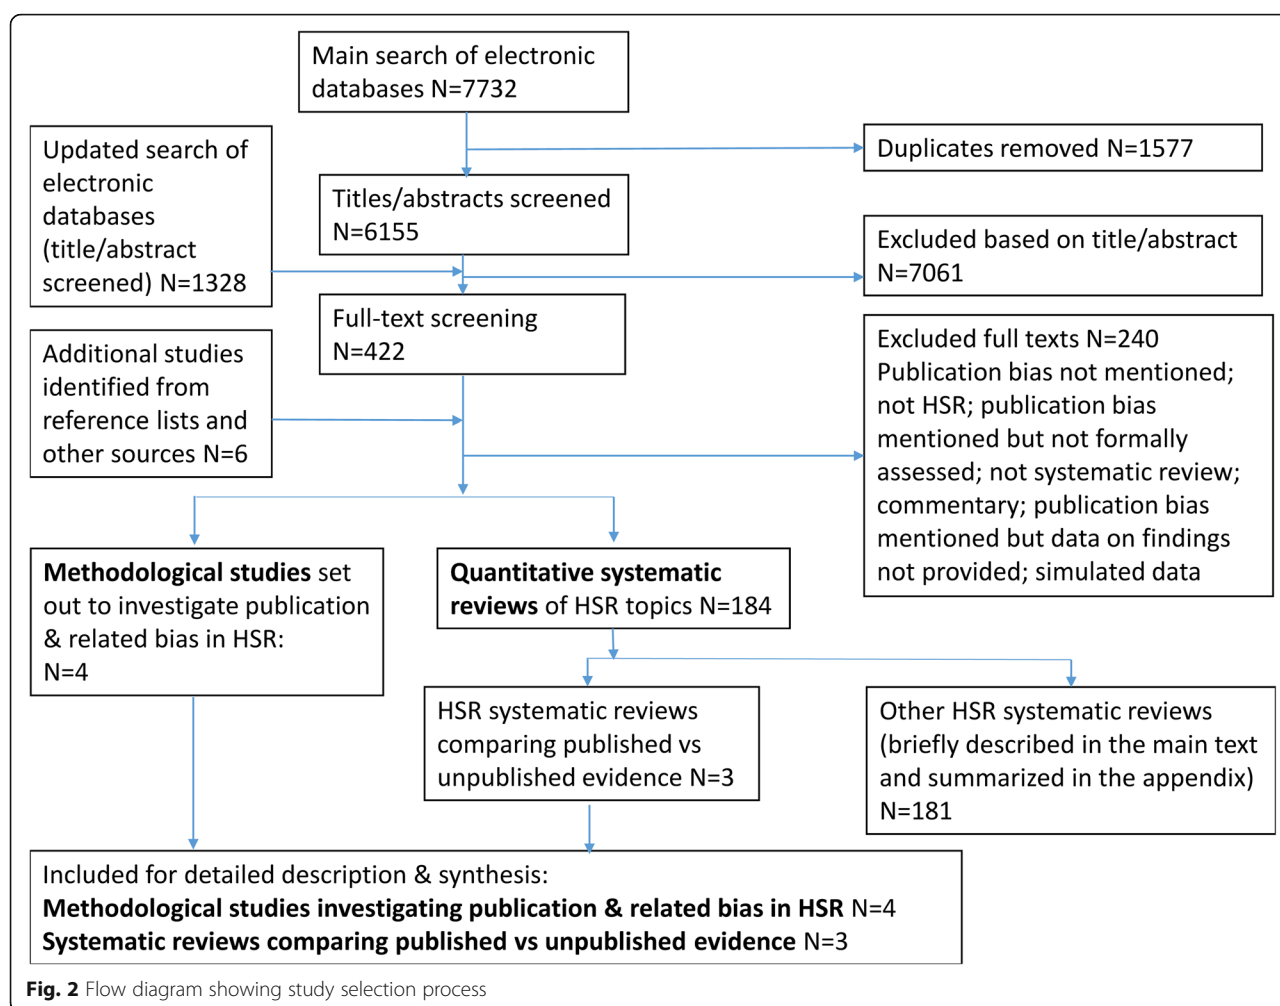 Main search of electronic
databases N=7732
Updated search of
electronic
databases
(title/abstract
screened) N=1328
Duplicates removed N=1577
Titles/abstracts screened
N=6155
Excluded based on title/abstract
N=7061
Full-text screening
N=422
Additional studies
identified from
reference lists and
other sources N=6
Excluded full texts N=240
Publication bias not mentioned;
not HSR; publication bias
mentioned but not formally
assessed; not systematic review;
commentary; publication bias
mentioned but data on findings
not provided; simulated data
Methodological studies set
out to investigate publication
& related bias in HSR:
N=4
Quantitative systematic
reviews of HSR topics N=184
HSR systematic reviews
comparing published vs
unpublished evidence N=3
Other HSR systematic reviews
(briefly described in the main text
and summarized in the appendix)
N=181
Included for detailed description & synthesis:
Methodological studies investigating publication & related bias in HSR N=4
Systematic reviews comparing published vs unpublished evidence N=3
Fig. 2 Flow diagram showing study selection process